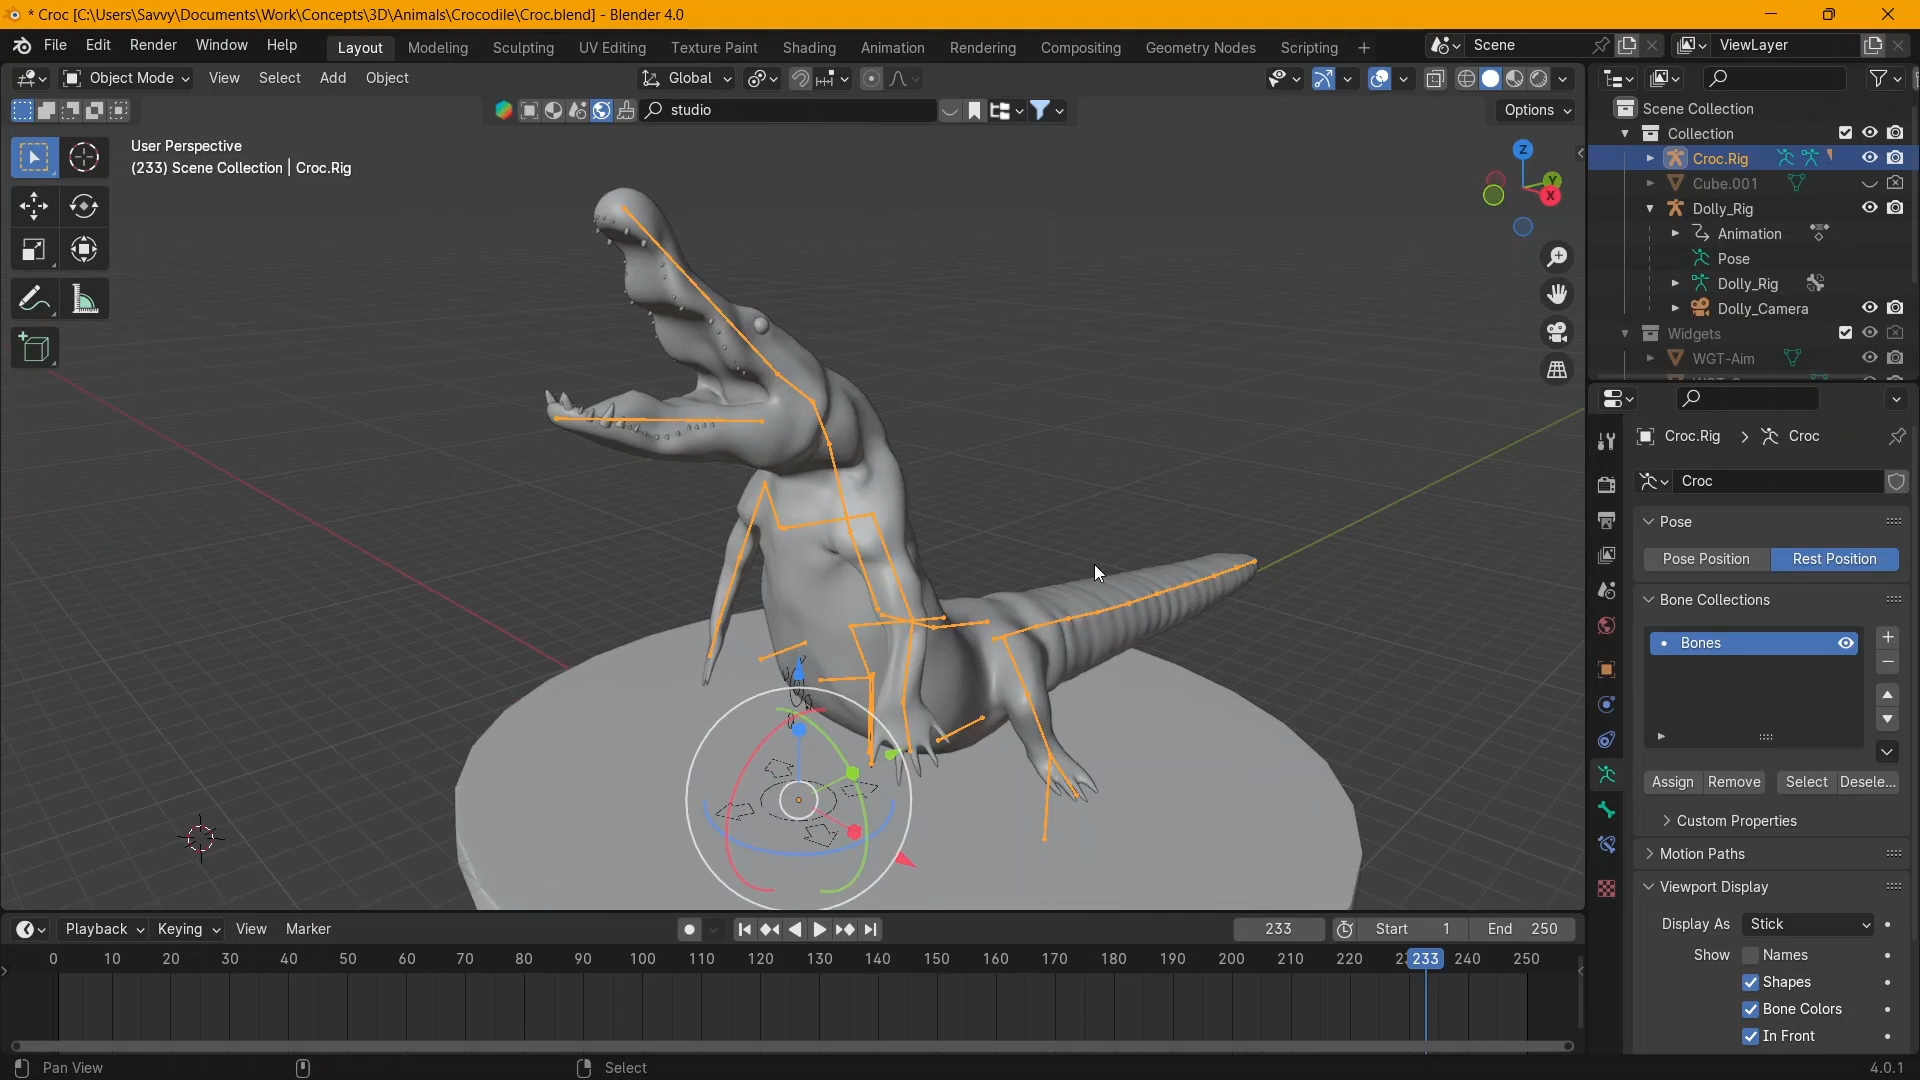 * Croc [C:\Users\Savvy\Documents\Work\Concepts\3D\Animals\Crocodile\Croc.blend] - Blender 4.0
File Edit Render Window Help Layout Modeling Sculpting UV Editing Texture Paint Shading Animation Rendering Compositing Geometry Nodes Scripting + Scene ViewLayer
Object Mode View Select Add Object Global
studio Options
User Perspective
(233) Scene Collection | Croc.Rig
Z
Y
X
Scene Collection
Collection
Croc.Rig
Cube.001
Dolly_Rig
Animation
Pose
Dolly_Rig
Dolly_Camera
Widgets
WGT-Aim
Croc.Rig > Croc
Croc
Pose
Pose Position Rest Position
Bone Collections
Bones
Assign Remove Select Desele...
Custom Properties
Motion Paths
Viewport Display
Display As Stick
Show Names
Shapes
Bone Colors
In Front
Playback Keying View Marker 233 Start 1 End 250
0 10 20 30 40 50 60 70 80 90 100 110 120 130 140 150 160 170 180 190 200 210 220 233 240 250
Pan View Select 4.0.1